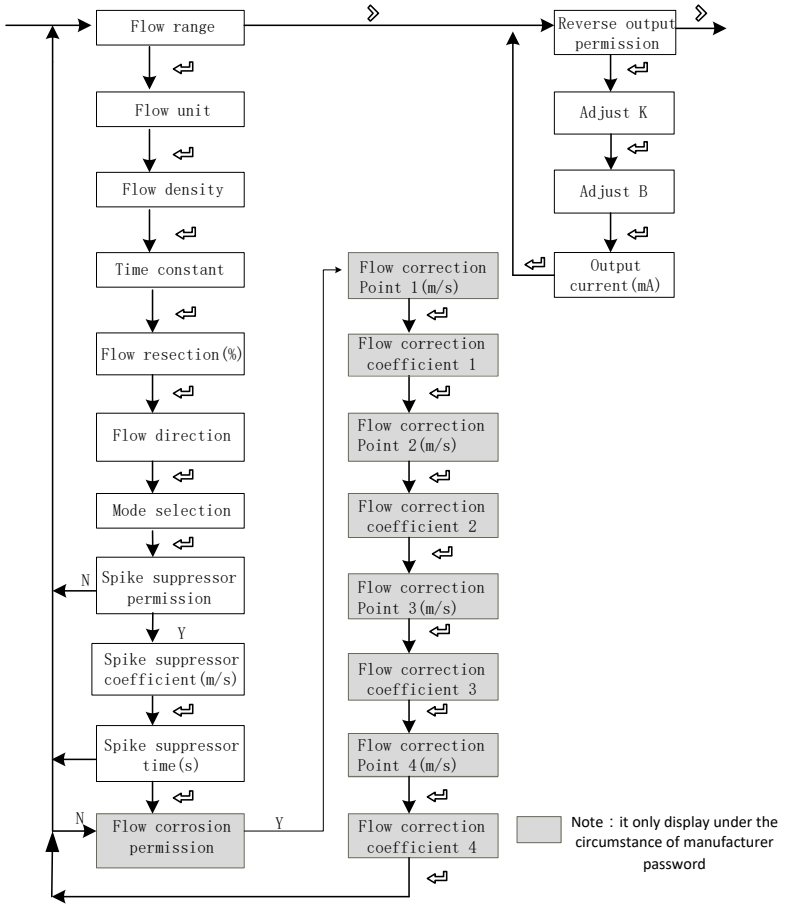 Flow range
Reverse output
permission
Flow unit
Adjust K
Flow density
Adjust B
Time constant
Flow correction
Point 1(m/s)
Output
current(mA)
Flow resection(%)
Flow correction
coefficient 1
Flow direction
Flow correction
Point 2(m/s)
Mode selection
Flow correction
coefficient 2
N
Spike suppressor
permission
Flow correction
Point 3(m/s)
Y
Spike suppressor
coefficient(m/s)
Flow correction
coefficient 3
Spike suppressor
time(s)
Flow correction
Point 4(m/s)
N
Flow corrosion
permission
Y
Flow correction
coefficient 4
Note：it only display under the
circumstance of manufacturer
password